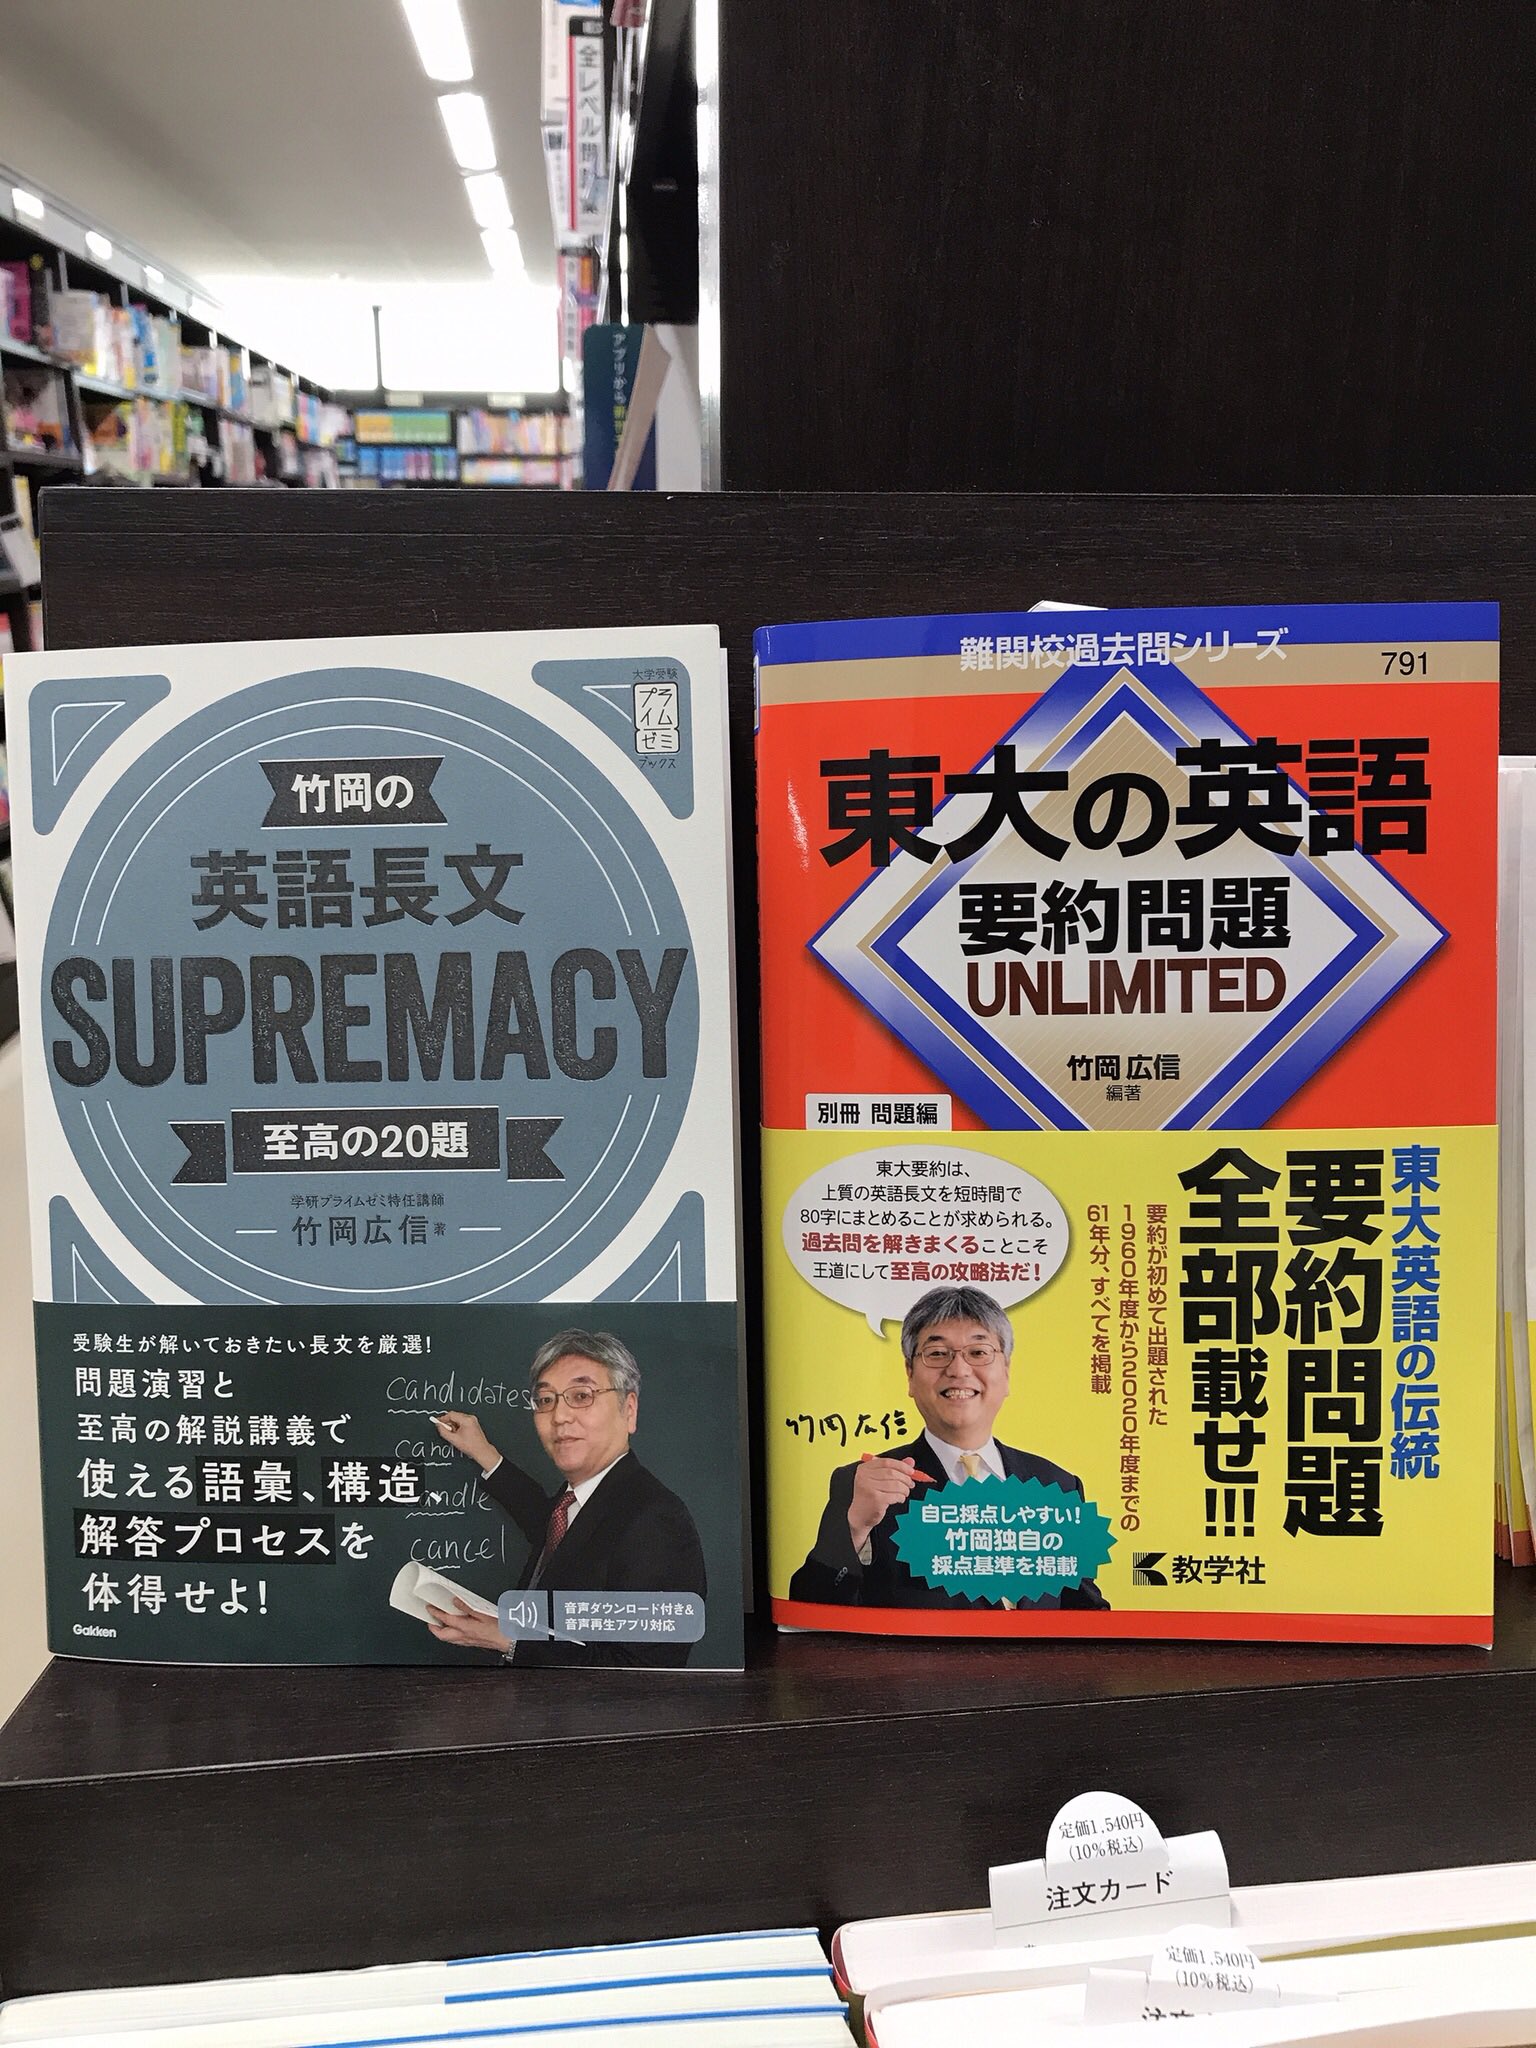 全レベル問題集
アプリから
大学受験
プライム
ゼミ
ブックス
竹岡の
英語長文
SUPREMACY
至高の20題
学研プライムゼミ特任講師
竹岡広信 著
受験生が解いておきたい長文を厳選!
問題演習と
至高の解説講義で
使える語彙、構造、
解答プロセスを
体得せよ!
candidates
candle
cancel
Gakken
音声ダウンロード付き&
音声再生アプリ対応
難関校過去問シリーズ
791
東大の英語
要約問題
UNLIMITED
竹岡 広信
編著
別冊 問題編
東大英語の伝統
要約問題
全部載せ!!!
要約が初めて出題された
1960年度から2020年度までの
61年分、すべてを掲載
東大要約は、
上質の英語長文を短時間で
80字にまとめることが求められる。
過去問を解きまくることこそ
王道にして至高の攻略法だ!
竹岡広信
自己採点しやすい!
竹岡独自の
採点基準を掲載
教学社
定価1,540円
(10%税込)
注文カード
定価1,540円
(10%税込)